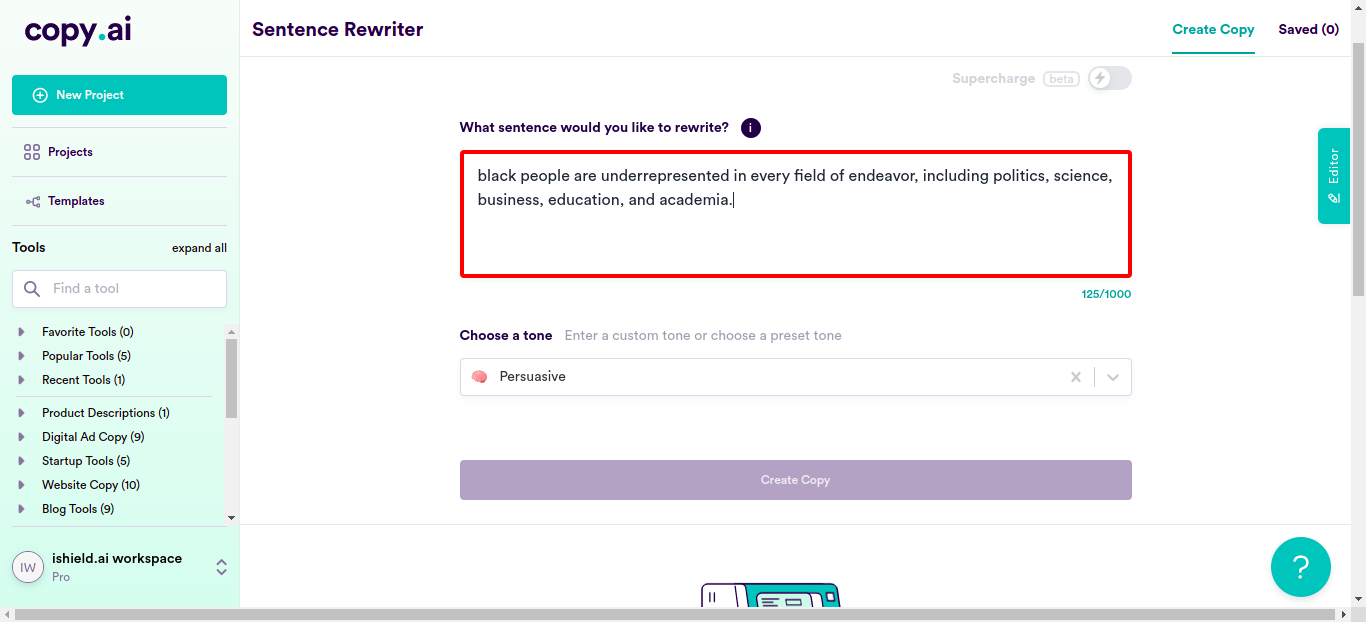 copy.ai
New Project
Projects
Templates
Tools
expand all
Find a tool
Favorite Tools (0)
Popular Tools (5)
Recent Tools (1)
Product Descriptions (1)
Digital Ad Copy (9)
Startup Tools (5)
Website Copy (10)
Blog Tools (9)
IW
ishield.ai workspace
Pro
Sentence Rewriter
Create Copy
Saved (0)
Supercharge
beta
What sentence would you like to rewrite?
i
black people are underrepresented in every field of endeavor, including politics, science,
business, education, and academia.
125/1000
Choose a tone
Enter a custom tone or choose a preset tone
Persuasive
Create Copy
Editor
?